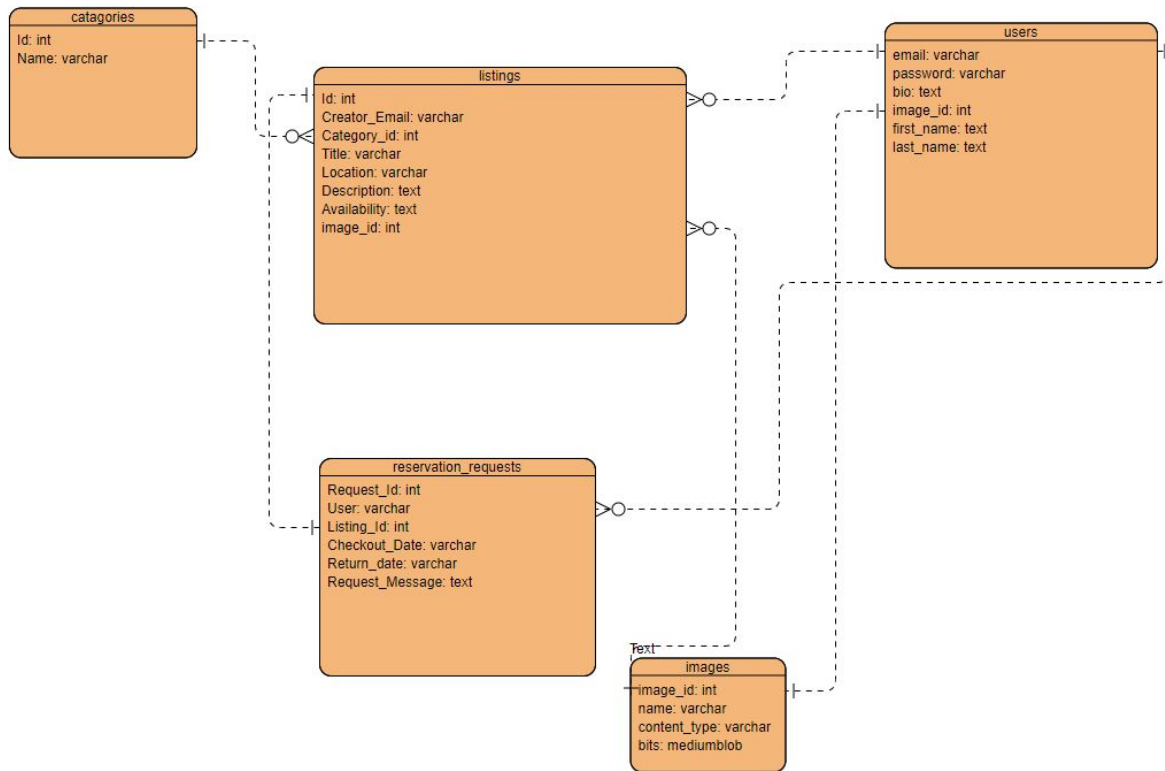 catagories
Id: int
Name: varchar
listings
Id: int
Creator_Email: varchar
Category_id: int
Title: varchar
Location: varchar
Description: text
Availability: text
image_id: int
users
email: varchar
password: varchar
bio: text
image_id: int
first_name: text
last_name: text
reservation_requests
Request_Id: int
User: varchar
Listing_Id: int
Checkout_Date: varchar
Return_date: varchar
Request_Message: text
Text
images
image_id: int
name: varchar
content_type: varchar
bits: mediumblob